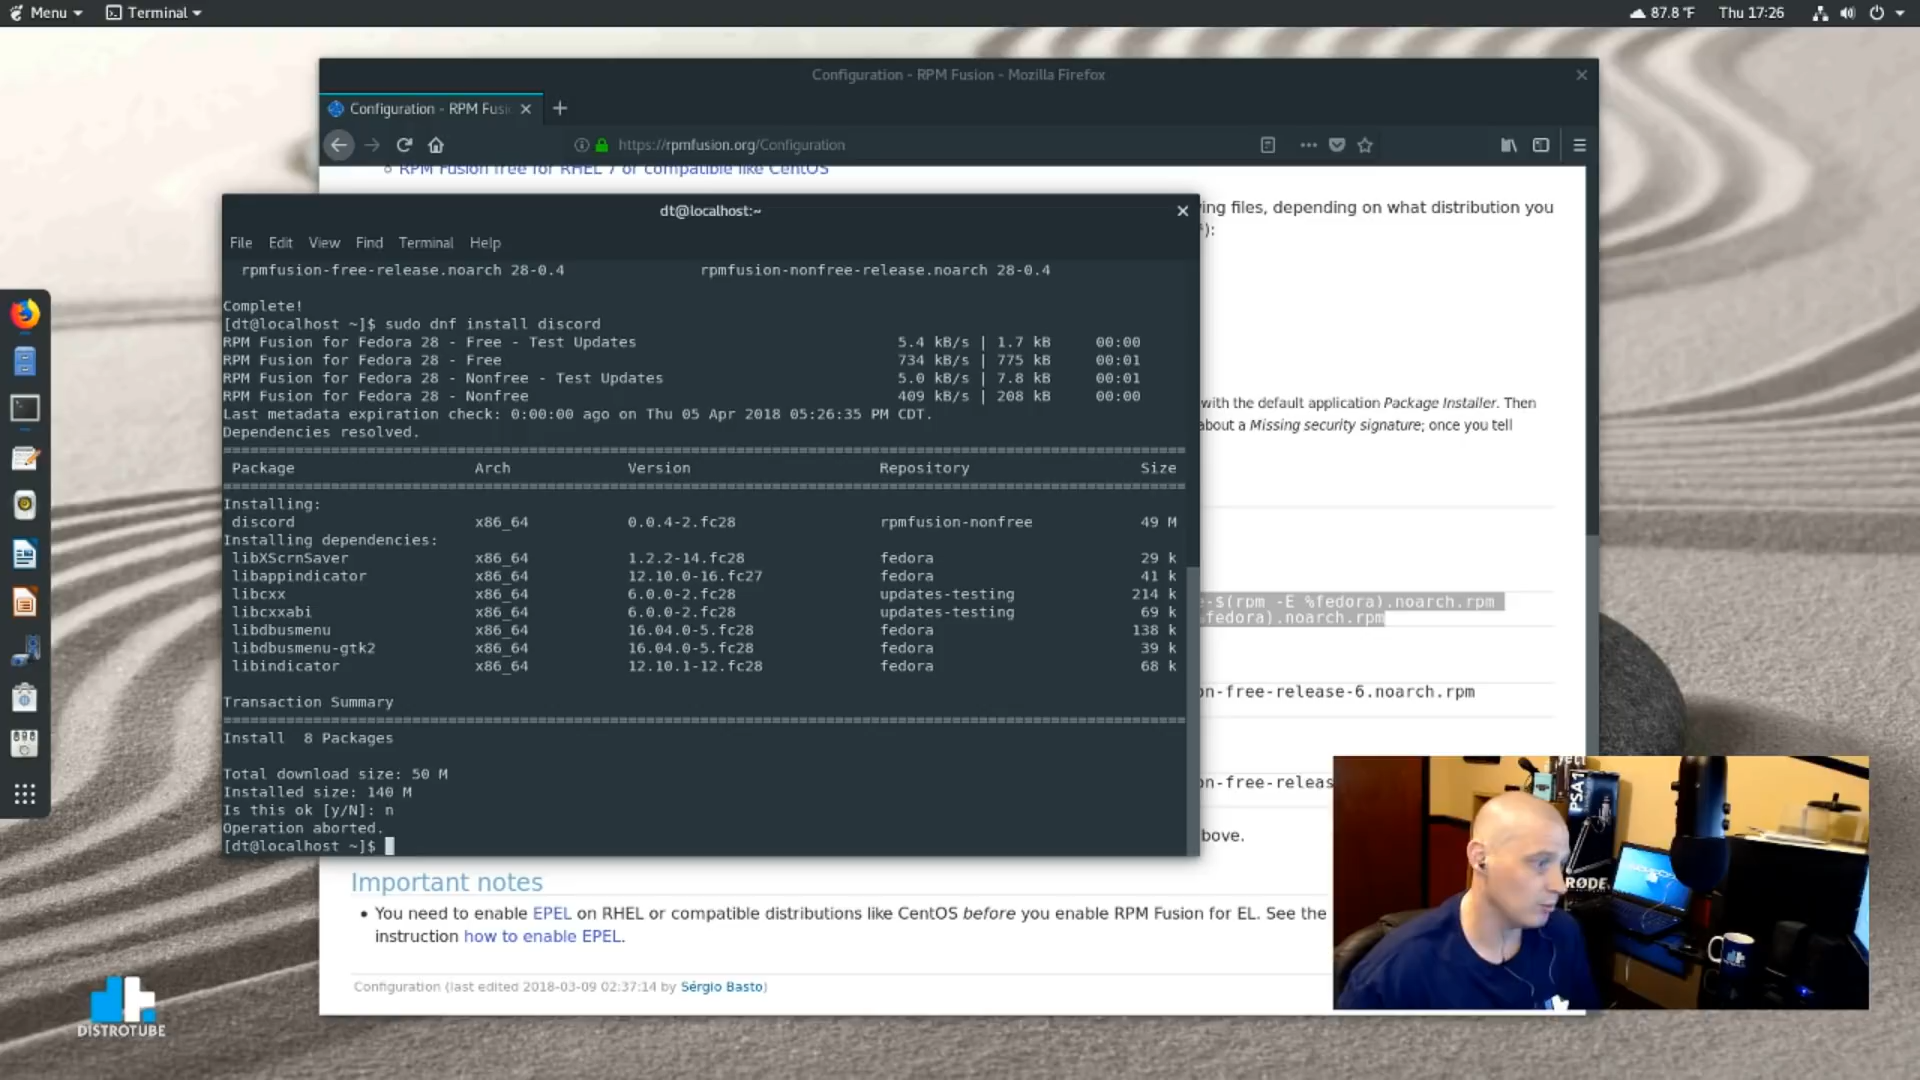 Menu
Terminal
87.8 °F
Thu 17:26
Configuration - RPM Fusion - Mozilla Firefox
Configuration - RPM Fusi
https://rpmfusion.org/Configuration
RPM Fusion free for RHEL 7 or compatible like CentOS
ing files, depending on what distribution you
):
dt@localhost:~
File Edit View Find Terminal Help
rpmfusion-free-release.noarch 28-0.4 rpmfusion-nonfree-release.noarch 28-0.4
Complete!
[dt@localhost ~]$ sudo dnf install discord
RPM Fusion for Fedora 28 - Free - Test Updates 5.4 kB/s | 1.7 kB 00:00
RPM Fusion for Fedora 28 - Free 734 kB/s | 775 kB 00:01
RPM Fusion for Fedora 28 - Nonfree - Test Updates 5.0 kB/s | 7.8 kB 00:01
RPM Fusion for Fedora 28 - Nonfree 409 kB/s | 208 kB 00:00
Last metadata expiration check: 0:00:00 ago on Thu 05 Apr 2018 05:26:35 PM CDT.
Dependencies resolved.
Package Arch Version Repository Size
Installing:
discord x86_64 0.0.4-2.fc28 rpmfusion-nonfree 49 M
Installing dependencies:
libXScrnSaver x86_64 1.2.2-14.fc28 fedora 29 k
libappindicator x86_64 12.10.0-16.fc27 fedora 41 k
libcxx x86_64 6.0.0-2.fc28 updates-testing 214 k
libcxxabi x86_64 6.0.0-2.fc28 updates-testing 69 k
libdbusmenu x86_64 16.04.0-5.fc28 fedora 138 k
libdbusmenu-gtk2 x86_64 16.04.0-5.fc28 fedora 39 k
libindicator x86_64 12.10.1-12.fc28 fedora 68 k
Transaction Summary
Install 8 Packages
Total download size: 50 M
Installed size: 140 M
Is this ok [y/N]: n
Operation aborted.
[dt@localhost ~]$
with the default application Package Installer. Then
about a Missing security signature; once you tell
e-$(rpm -E %fedora).noarch.rpm
fedora).noarch.rpm
on-free-release-6.noarch.rpm
on-free-releas
bove.
Important notes
• You need to enable EPEL on RHEL or compatible distributions like CentOS before you enable RPM Fusion for EL. See the
instruction how to enable EPEL.
Configuration (last edited 2018-03-09 02:37:14 by Sérgio Basto)
DISTROTUBE
PSA1
RØDE